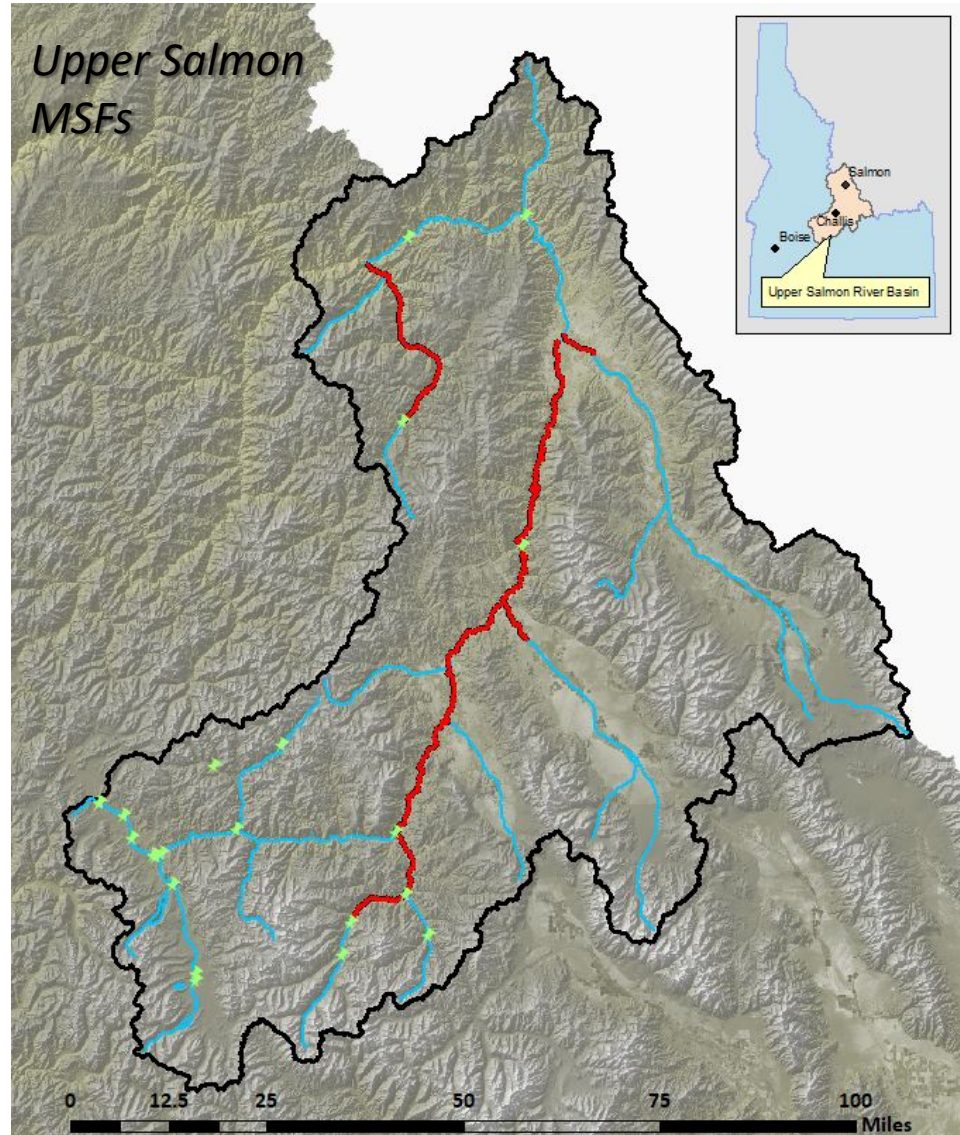 Upper Salmon
MSFs
Salmon
Challis
Boise
Upper Salmon River Basin
0 12.5 25 50 75 100
Miles